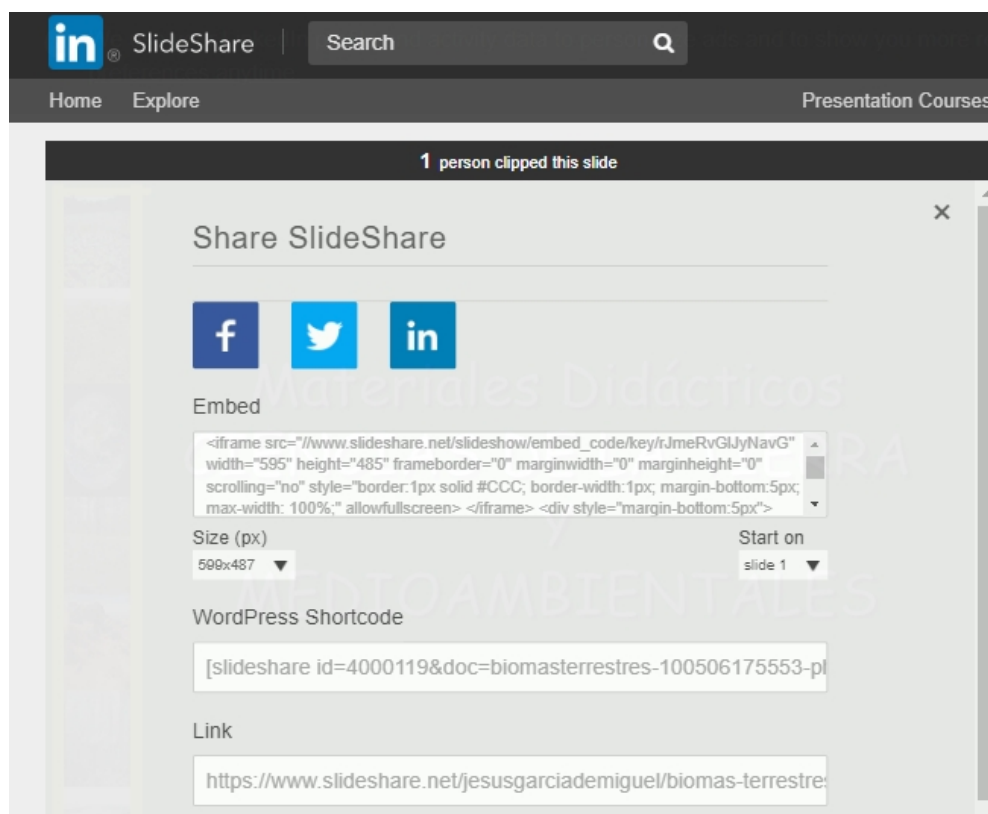 in® SlideShare Search
Home Explore Presentation Courses
1 person clipped this slide
×
Share SlideShare
f in
Materiales Didácticos
Embed
<iframe src="//www.slideshare.net/slideshow/embed_code/key/rJmeRvGIJyNavG"
width="595" height="485" frameborder="0" marginwidth="0" marginheight="0"
scrolling="no" style="border:1px solid #CCC; border-width:1px; margin-bottom:5px;
max-width: 100%;" allowfullscreen> </iframe> <div style="margin-bottom:5px">
y
Size (px) Start on
599x487 ▼ slide 1 ▼
MEDIOAMBIENTALES
WordPress Shortcode
[slideshare id=4000119&doc=biomasterrestres-100506175553-pl
Link
https://www.slideshare.net/jesusgarciademiguel/biomas-terrestres